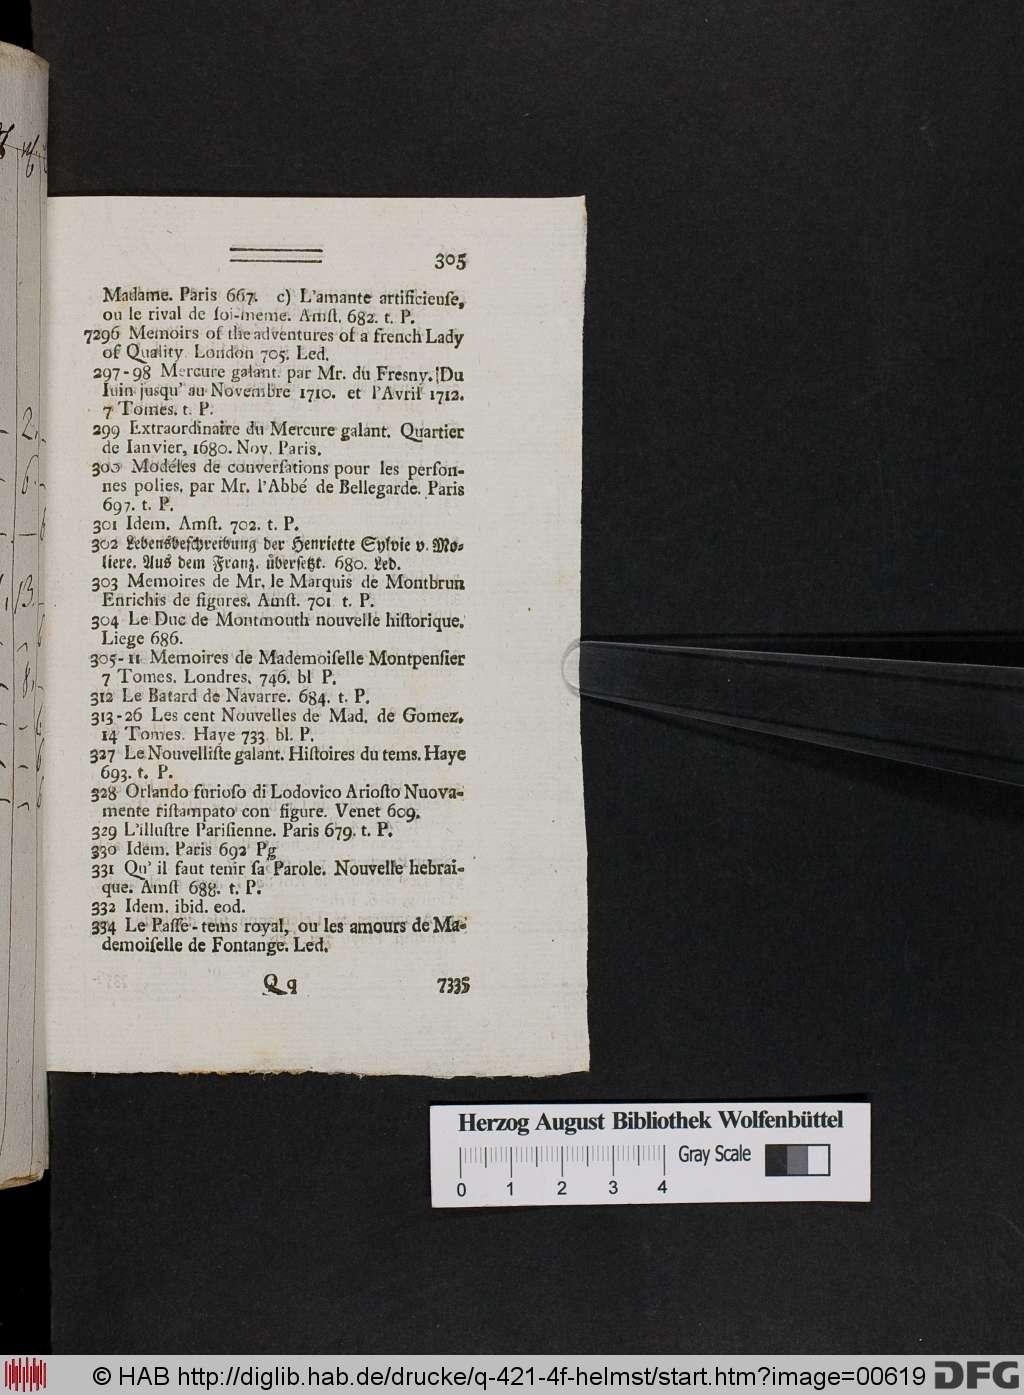 305
Madame. Paris 667. c) L'amante artificieuſe,
ou le rival de ſoi-meme. Amſt. 682. t. P.
7296 Memoirs of the adventures of a french Lady
of Quality. London 705. Led.
297-98 Mercure galant. par Mr. du Fresny. Du
Iuin jusqu' au Novembre 1710. et l'Avril 1712.
7 Tomes. t. P.
299 Extraordinaire du Mercure galant. Quartier
de Ianvier, 1680. Nov. Paris.
300 Modéles de converſations pour les perſon-
nes polies, par Mr. l'Abbé de Bellegarde. Paris
697. t. P.
301 Idem. Amſt. 702. t. P.
302 Lebensbeſchreibung der Henriette Sylvie v. Mo-
liere. Aus dem Franz. überſetzt. 680. Led.
303 Memoires de Mr. le Marquis de Montbrun
Enrichis de figures. Amſt. 701 t. P.
304 Le Duc de Montmouth nouvelle hiſtorique.
Liege 686.
305-11 Memoires de Mademoiſelle Montpenſier
7 Tomes. Londres. 746. bl P.
312 Le Batard de Navarre. 684. t. P.
313-26 Les cent Nouvelles de Mad. de Gomez.
14 Tomes. Haye 733 bl. P.
327 Le Nouvelliſte galant. Hiſtoires du tems. Haye
693. t. P.
328 Orlando furioſo di Lodovico Arioſto Nuova-
mente riſtampato con figure. Venet 609.
329 L'illuſtre Pariſienne. Paris 679. t. P.
330 Idem. Paris 692 Pg
331 Qu' il faut tenir ſa Parole. Nouvelle hebrai-
que. Amſt 688. t. P.
332 Idem. ibid. eod.
334 Le Paſſe-tems royal, ou les amours de Ma-
demoiſelle de Fontange. Led.
Q q 7335
Herzog August Bibliothek Wolfenbüttel
Gray Scale
0 1 2 3 4
© HAB http://diglib.hab.de/drucke/q-421-4f-helmst/start.htm?image=00619 DFG